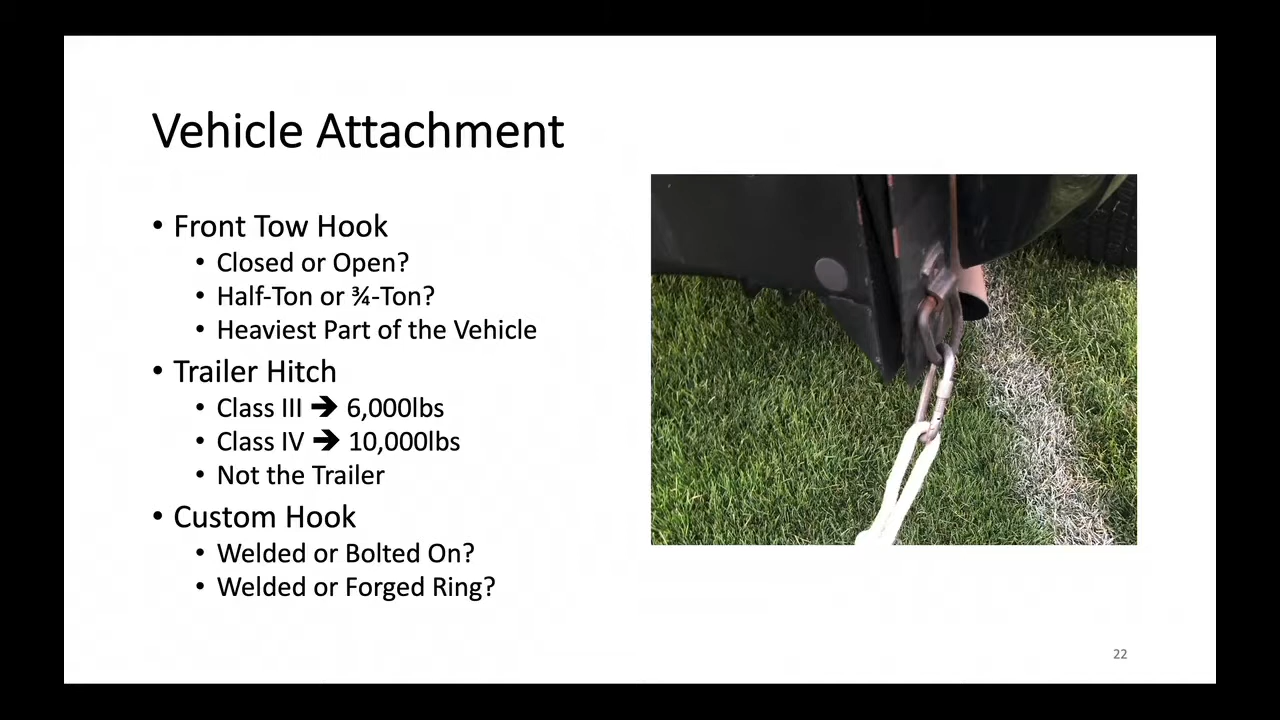 Vehicle Attachment
• Front Tow Hook
• Closed or Open?
• Half-Ton or ¾-Ton?
• Heaviest Part of the Vehicle
• Trailer Hitch
• Class III ➔ 6,000lbs
• Class IV ➔ 10,000lbs
• Not the Trailer
• Custom Hook
• Welded or Bolted On?
• Welded or Forged Ring?
22